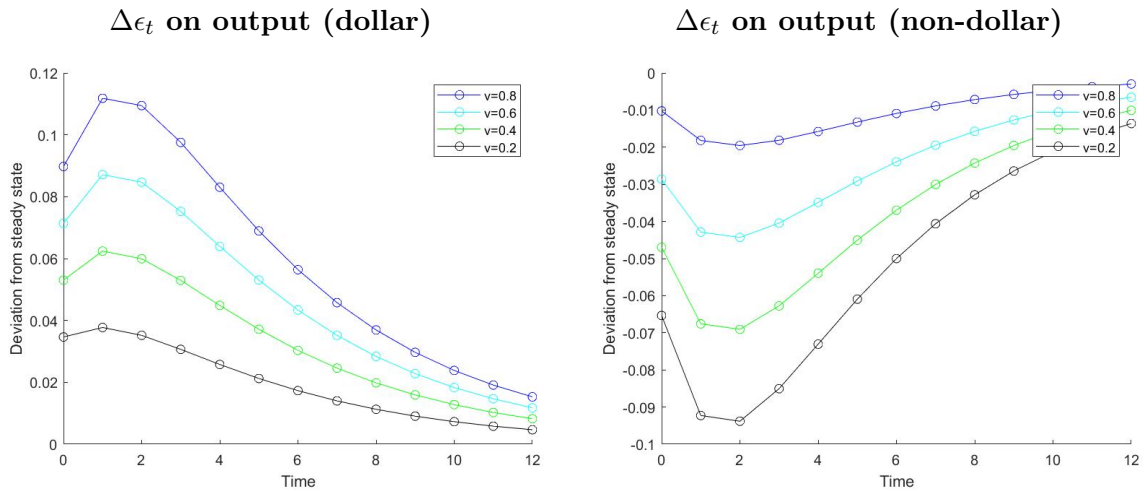 Δϵt on output (dollar)
0.12
0.1
0.08
0.06
0.04
0.02
0
Deviation from steady state
0 2 4 6 8 10 12
Time
v=0.8
v=0.6
v=0.4
v=0.2
Δϵt on output (non-dollar)
0
-0.01
-0.02
-0.03
-0.04
-0.05
-0.06
-0.07
-0.08
-0.09
-0.1
Deviation from steady state
0 2 4 6 8 10 12
Time
v=0.8
v=0.6
v=0.4
v=0.2